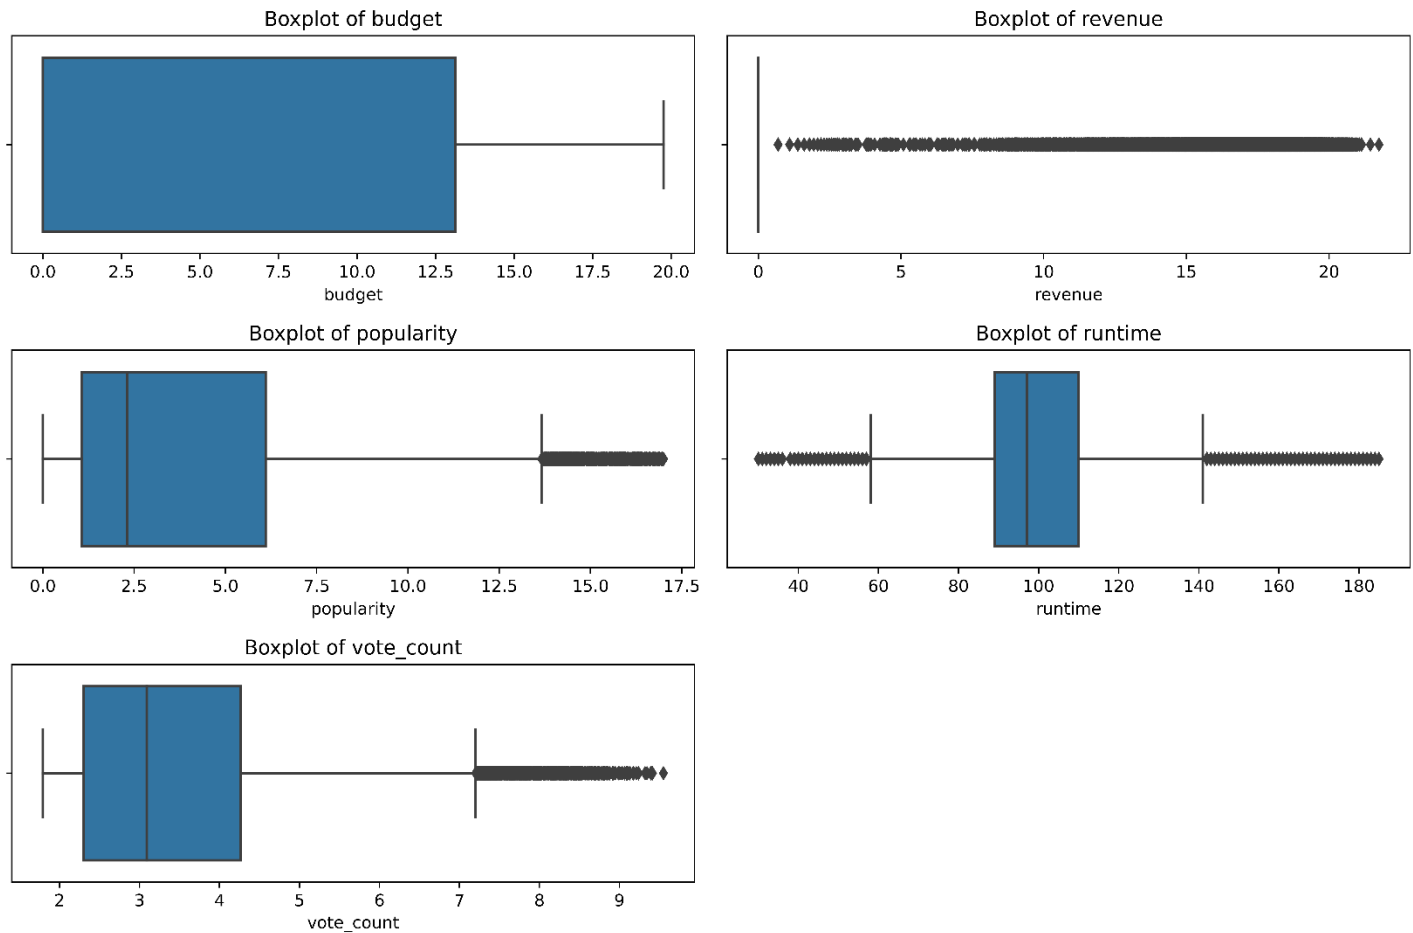 Boxplot of budget
0.0 2.5 5.0 7.5 10.0 12.5 15.0 17.5 20.0
budget
Boxplot of revenue
0 5 10 15 20
revenue
Boxplot of popularity
0.0 2.5 5.0 7.5 10.0 12.5 15.0 17.5
popularity
Boxplot of runtime
40 60 80 100 120 140 160 180
runtime
Boxplot of vote_count
2 3 4 5 6 7 8 9
vote_count